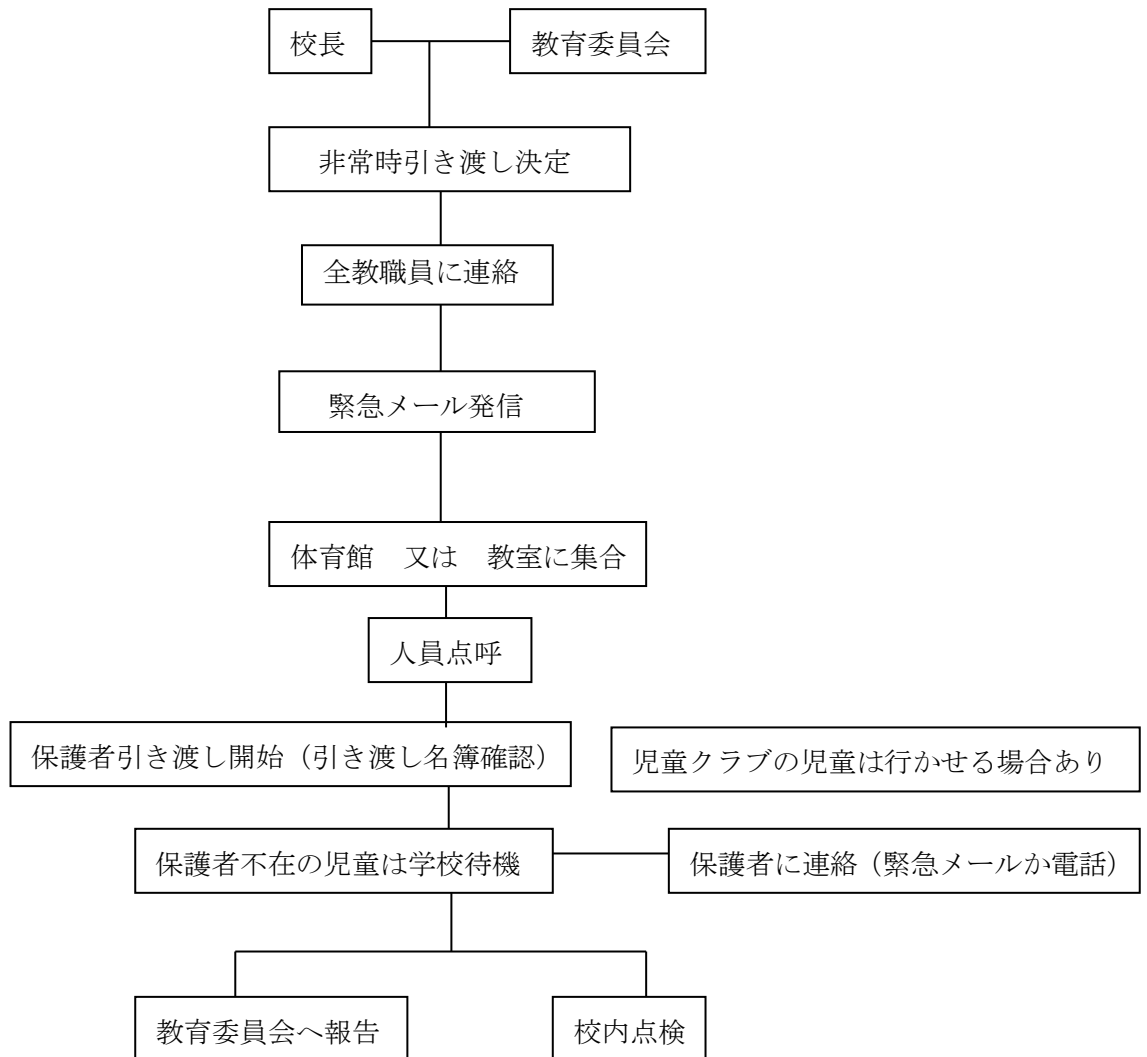 校長
教育委員会
非常時引き渡し決定
全教職員に連絡
緊急メール発信
体育館　又は　教室に集合
人員点呼
保護者引き渡し開始（引き渡し名簿確認）
児童クラブの児童は行かせる場合あり
保護者不在の児童は学校待機
保護者に連絡（緊急メールか電話）
教育委員会へ報告
校内点検